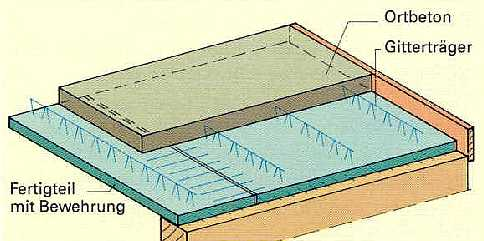 Ortbeton
Gitterträger
Fertigteil
mit Bewehrung